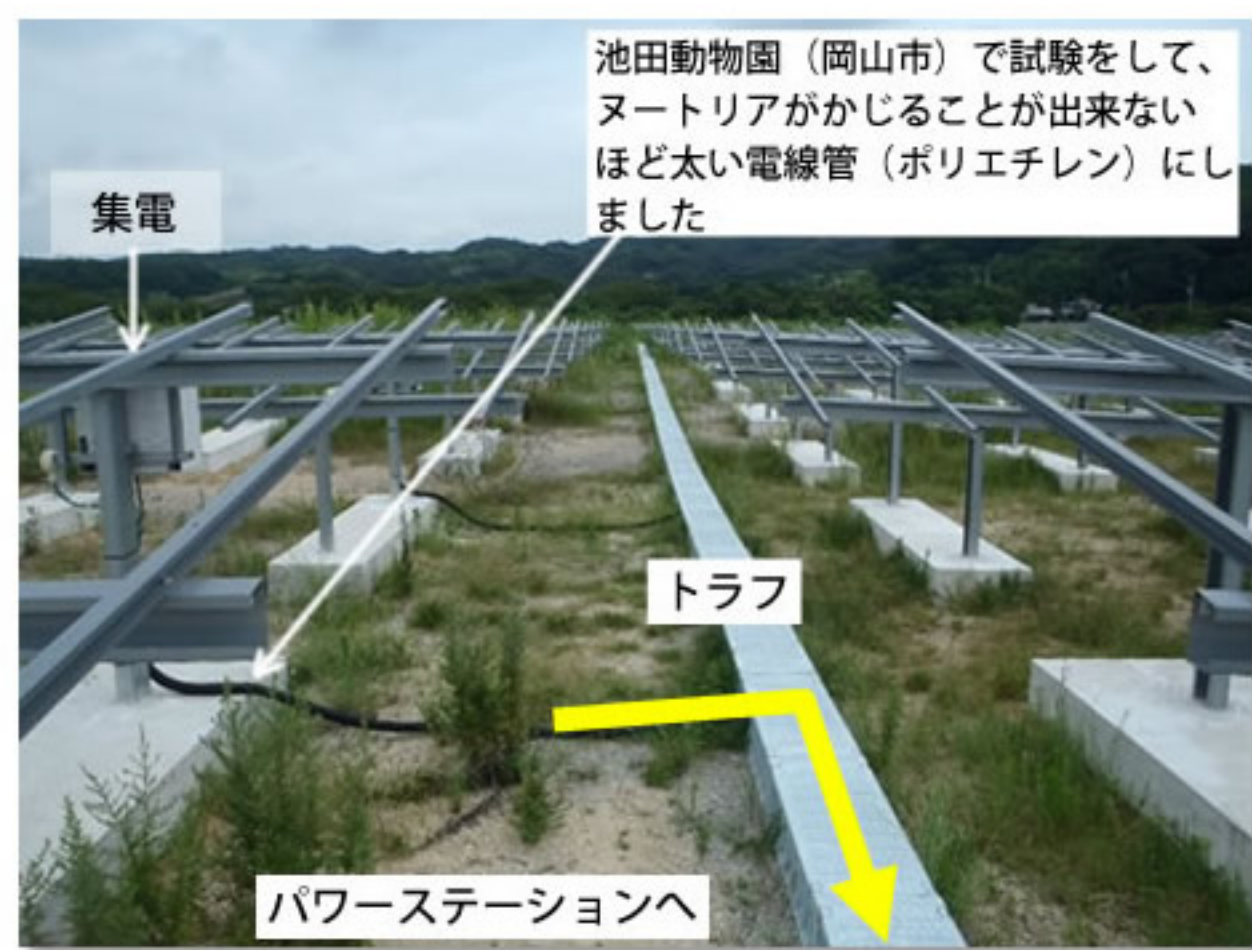 池田動物園（岡山市）で試験をして、
ヌートリアがかじることが出来ない
ほど太い電線管（ポリエチレン）にし
ました
集電
トラフ
パワーステーションへ